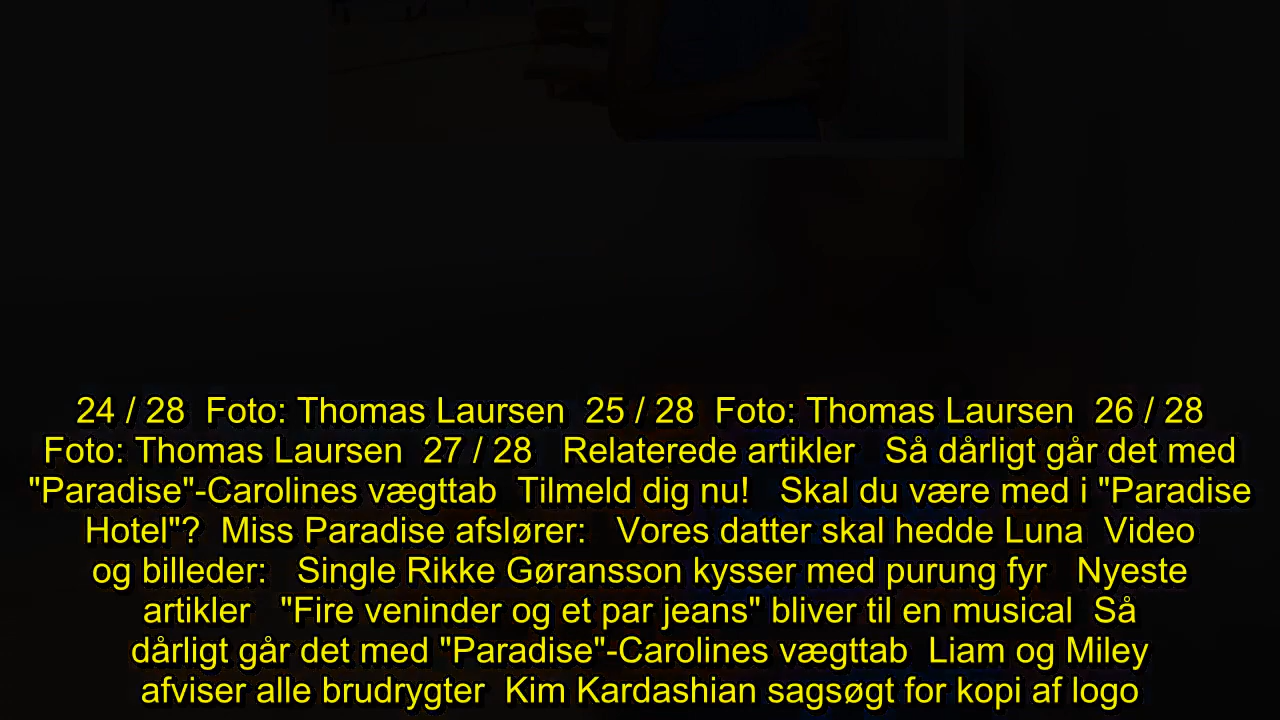 24 / 28  Foto: Thomas Laursen  25 / 28  Foto: Thomas Laursen  26 / 28
Foto: Thomas Laursen  27 / 28   Relaterede artikler   Så dårligt går det med
"Paradise"-Carolines vægttab  Tilmeld dig nu!   Skal du være med i "Paradise
Hotel"?  Miss Paradise afslører:   Vores datter skal hedde Luna  Video
og billeder:   Single Rikke Gøransson kysser med purung fyr   Nyeste
artikler   "Fire veninder og et par jeans" bliver til en musical  Så
dårligt går det med "Paradise"-Carolines vægttab  Liam og Miley
afviser alle brudrygter  Kim Kardashian sagsøgt for kopi af logo